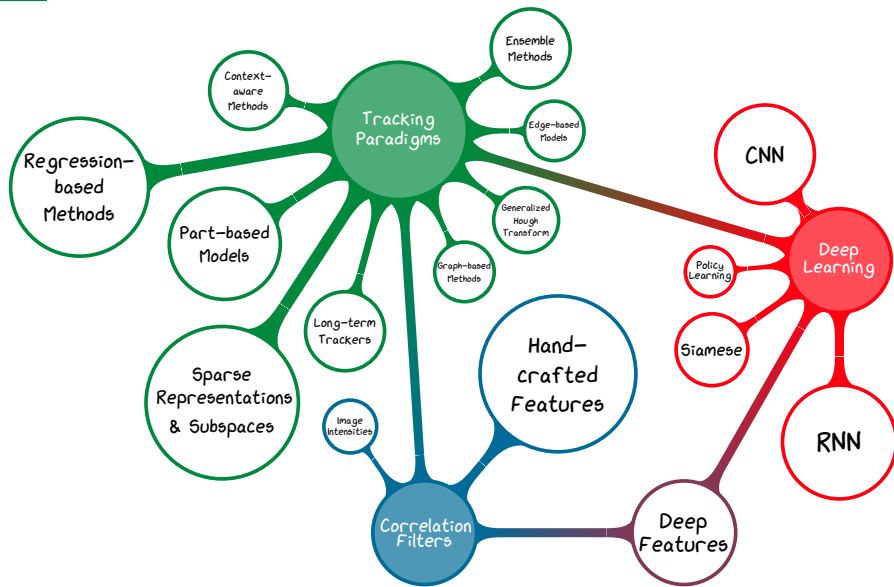 Ensemble
Methods
Context-
aware
Methods
Tracking
Paradigms
Edge-based
Models
CNN
Regression-
based
Methods
Part-based
Models
Generalized
Hough
Transform
Graph-based
Methods
Deep
Learning
Policy
Learning
Long-term
Trackers
Siamese
Hand-
crafted
Features
Sparse
Representations
& Subspaces
Image
Intensities
RNN
Correlation
Filters
Deep
Features